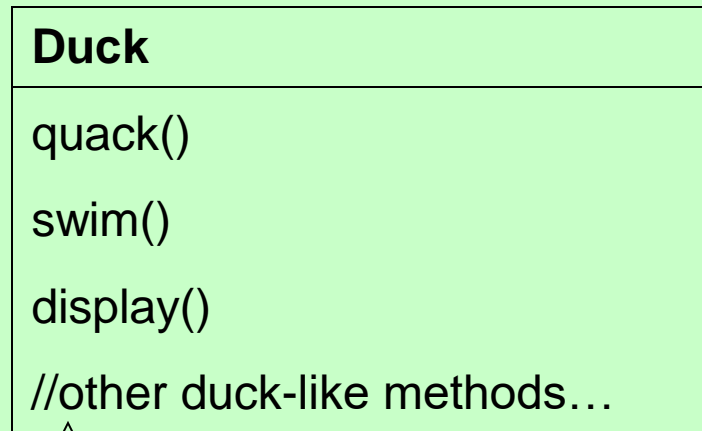 Duck
quack()
swim()
display()
//other duck-like methods…